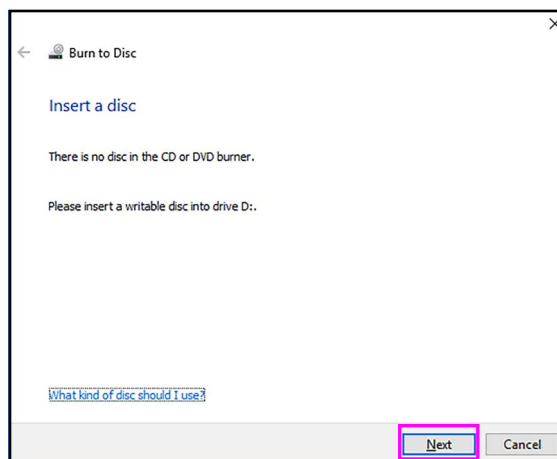 Burn to Disc
Insert a disc
There is no disc in the CD or DVD burner.
Please insert a writable disc into drive D:.
What kind of disc should I use?
Next
Cancel